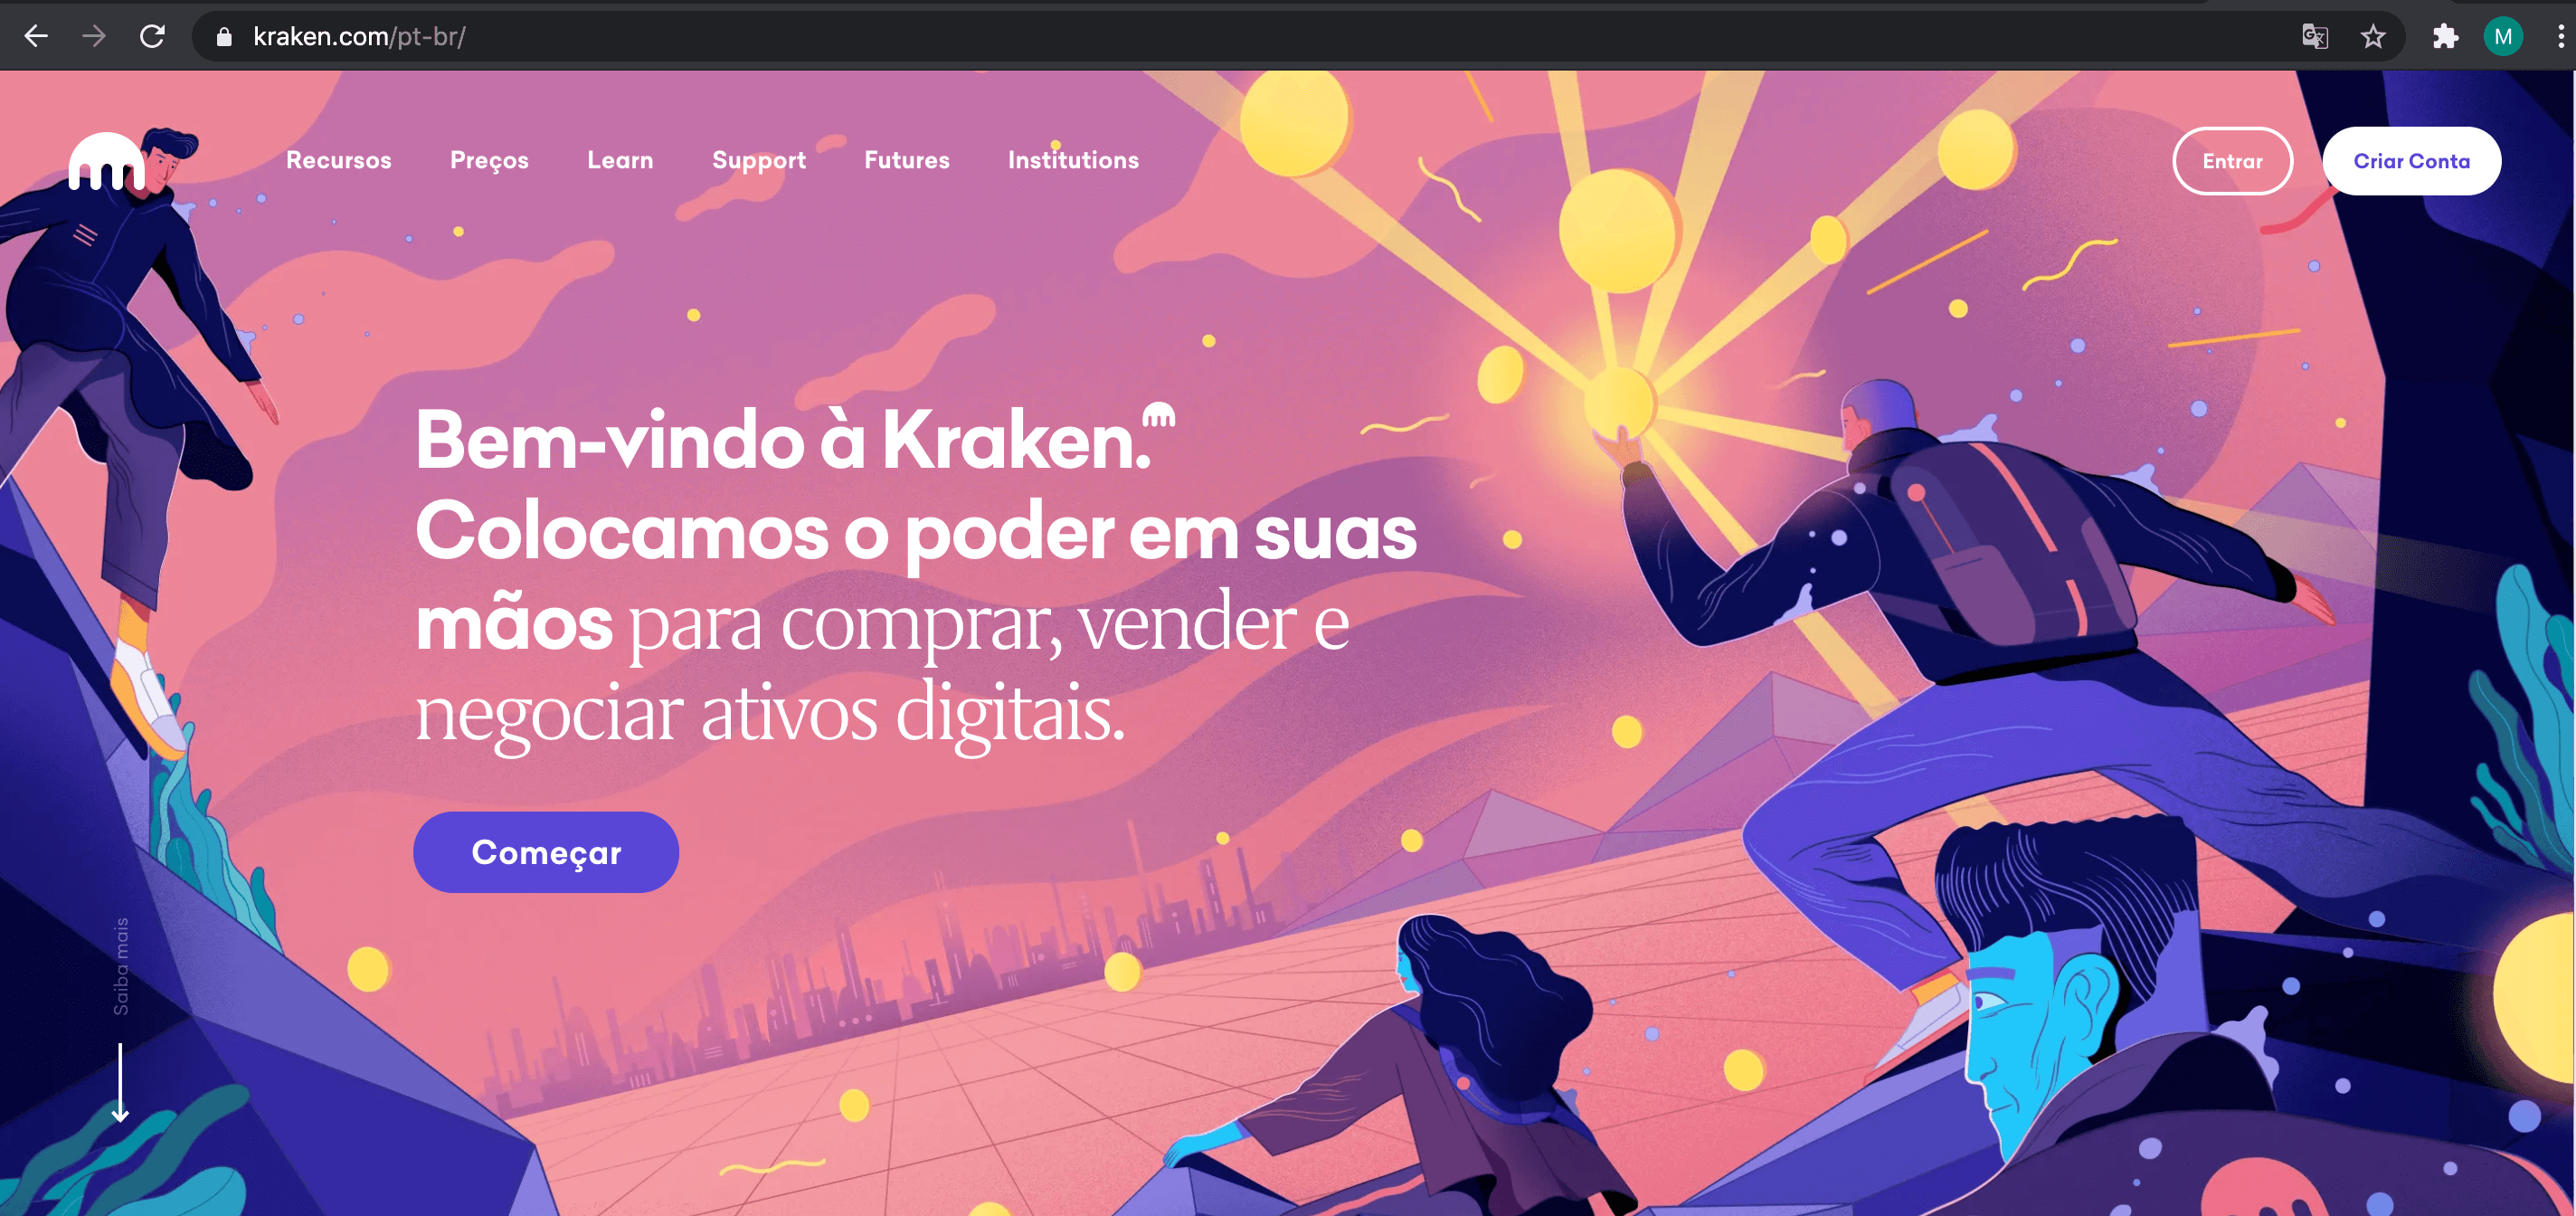 kraken.com/pt-br/
M
Recursos Preços Learn Support Futures Institutions Entrar Criar Conta
Bem-vindo à Kraken.
Colocamos o poder em suas
mãos para comprar, vender e
negociar ativos digitais.
Começar
Saiba mais